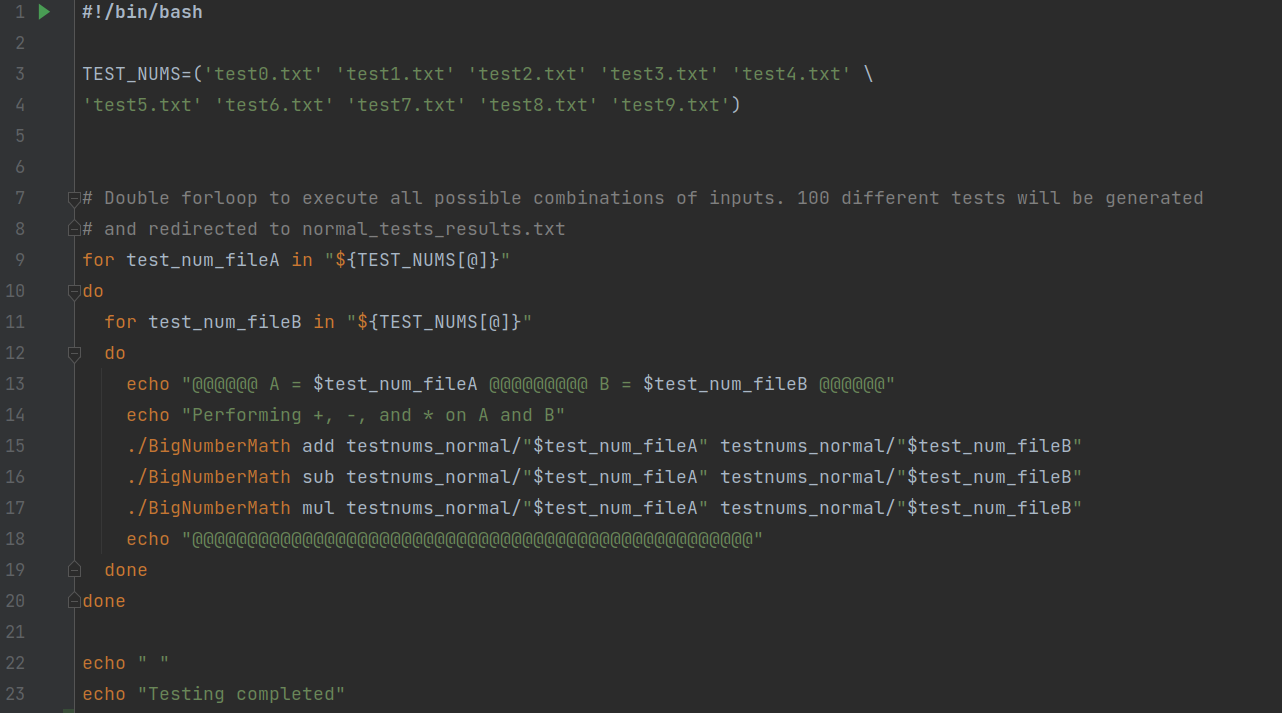 1 #!/bin/bash
2
3 TEST_NUMS=('test0.txt' 'test1.txt' 'test2.txt' 'test3.txt' 'test4.txt' \
4 'test5.txt' 'test6.txt' 'test7.txt' 'test8.txt' 'test9.txt')
5
6
7 # Double forloop to execute all possible combinations of inputs. 100 different tests will be generated
8 # and redirected to normal_tests_results.txt
9 for test_num_fileA in "${TEST_NUMS[@]}"
10 do
11   for test_num_fileB in "${TEST_NUMS[@]}"
12   do
13     echo "@@@@@@ A = $test_num_fileA @@@@@@@@@ B = $test_num_fileB @@@@@@"
14     echo "Performing +, -, and * on A and B"
15     ./BigNumberMath add testnums_normal/"$test_num_fileA" testnums_normal/"$test_num_fileB"
16     ./BigNumberMath sub testnums_normal/"$test_num_fileA" testnums_normal/"$test_num_fileB"
17     ./BigNumberMath mul testnums_normal/"$test_num_fileA" testnums_normal/"$test_num_fileB"
18     echo "@@@@@@@@@@@@@@@@@@@@@@@@@@@@@@@@@@@@@@@@@@@@@@@@@@@"
19   done
20 done
21
22 echo " "
23 echo "Testing completed"